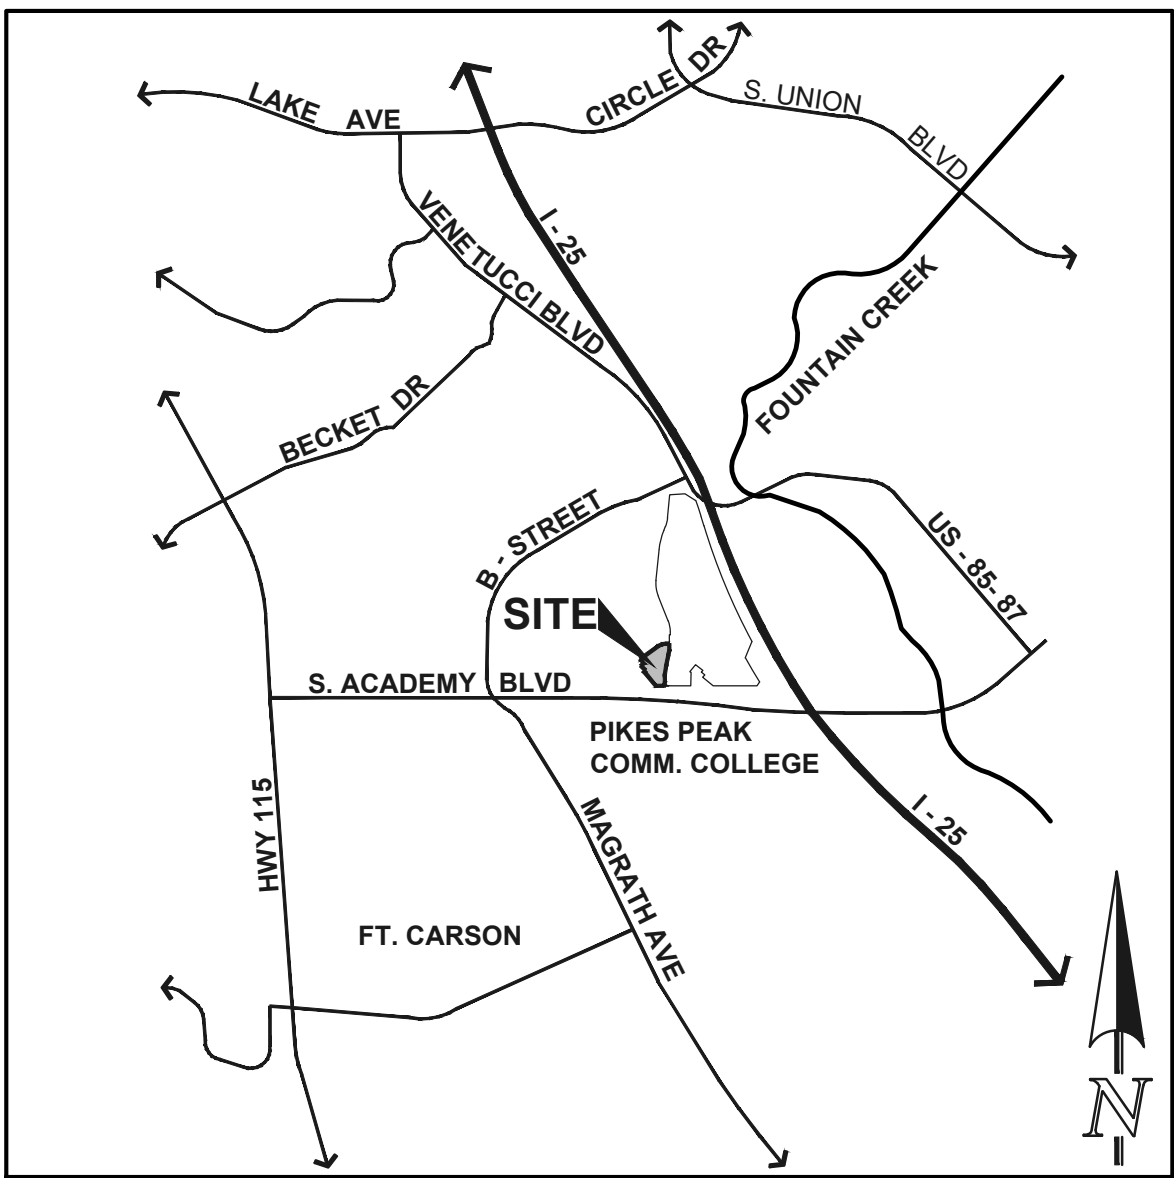 CIRCLE DR
LAKE AVE
S. UNION BLVD
VENETUCCI BLVD
I - 25
FOUNTAIN CREEK
BECKET DR
B - STREET
US - 85- 87
SITE
S. ACADEMY BLVD
PIKES PEAK
COMM. COLLEGE
HWY 115
MAGRATH AVE
I - 25
FT. CARSON
N